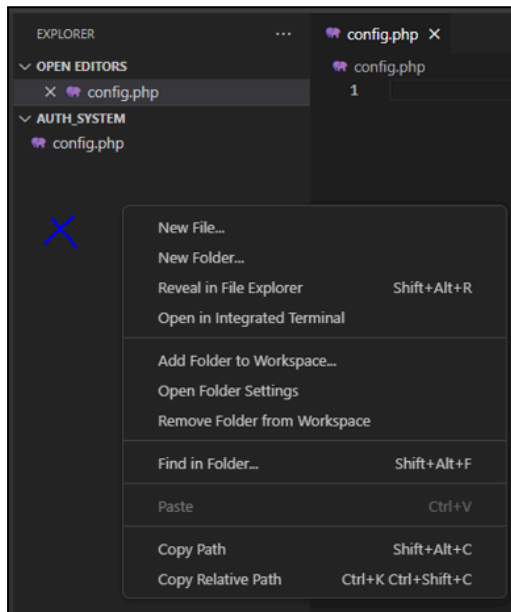 EXPLORER
config.php
OPEN EDITORS
config.php
config.php
1
AUTH_SYSTEM
config.php
New File...
New Folder...
Reveal in File Explorer Shift+Alt+R
Open in Integrated Terminal
Add Folder to Workspace...
Open Folder Settings
Remove Folder from Workspace
Find in Folder... Shift+Alt+F
Paste Ctrl+V
Copy Path Shift+Alt+C
Copy Relative Path Ctrl+K Ctrl+Shift+C